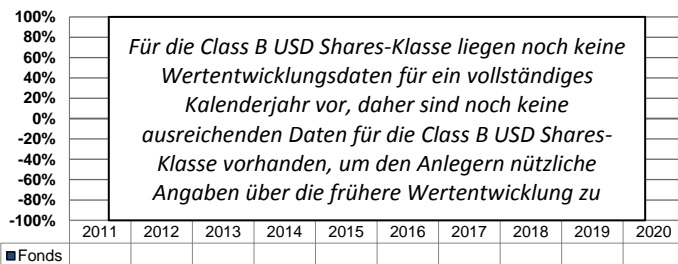 100%
80%
60%
40%
20%
0%
-20%
-40%
-60%
-80%
-100%
Für die Class B USD Shares-Klasse liegen noch keine
Wertentwicklungsdaten für ein vollständiges
Kalenderjahr vor, daher sind noch keine
ausreichenden Daten für die Class B USD Shares-
Klasse vorhanden, um den Anlegern nützliche
Angaben über die frühere Wertentwicklung zu
2011 2012 2013 2014 2015 2016 2017 2018 2019 2020
Fonds